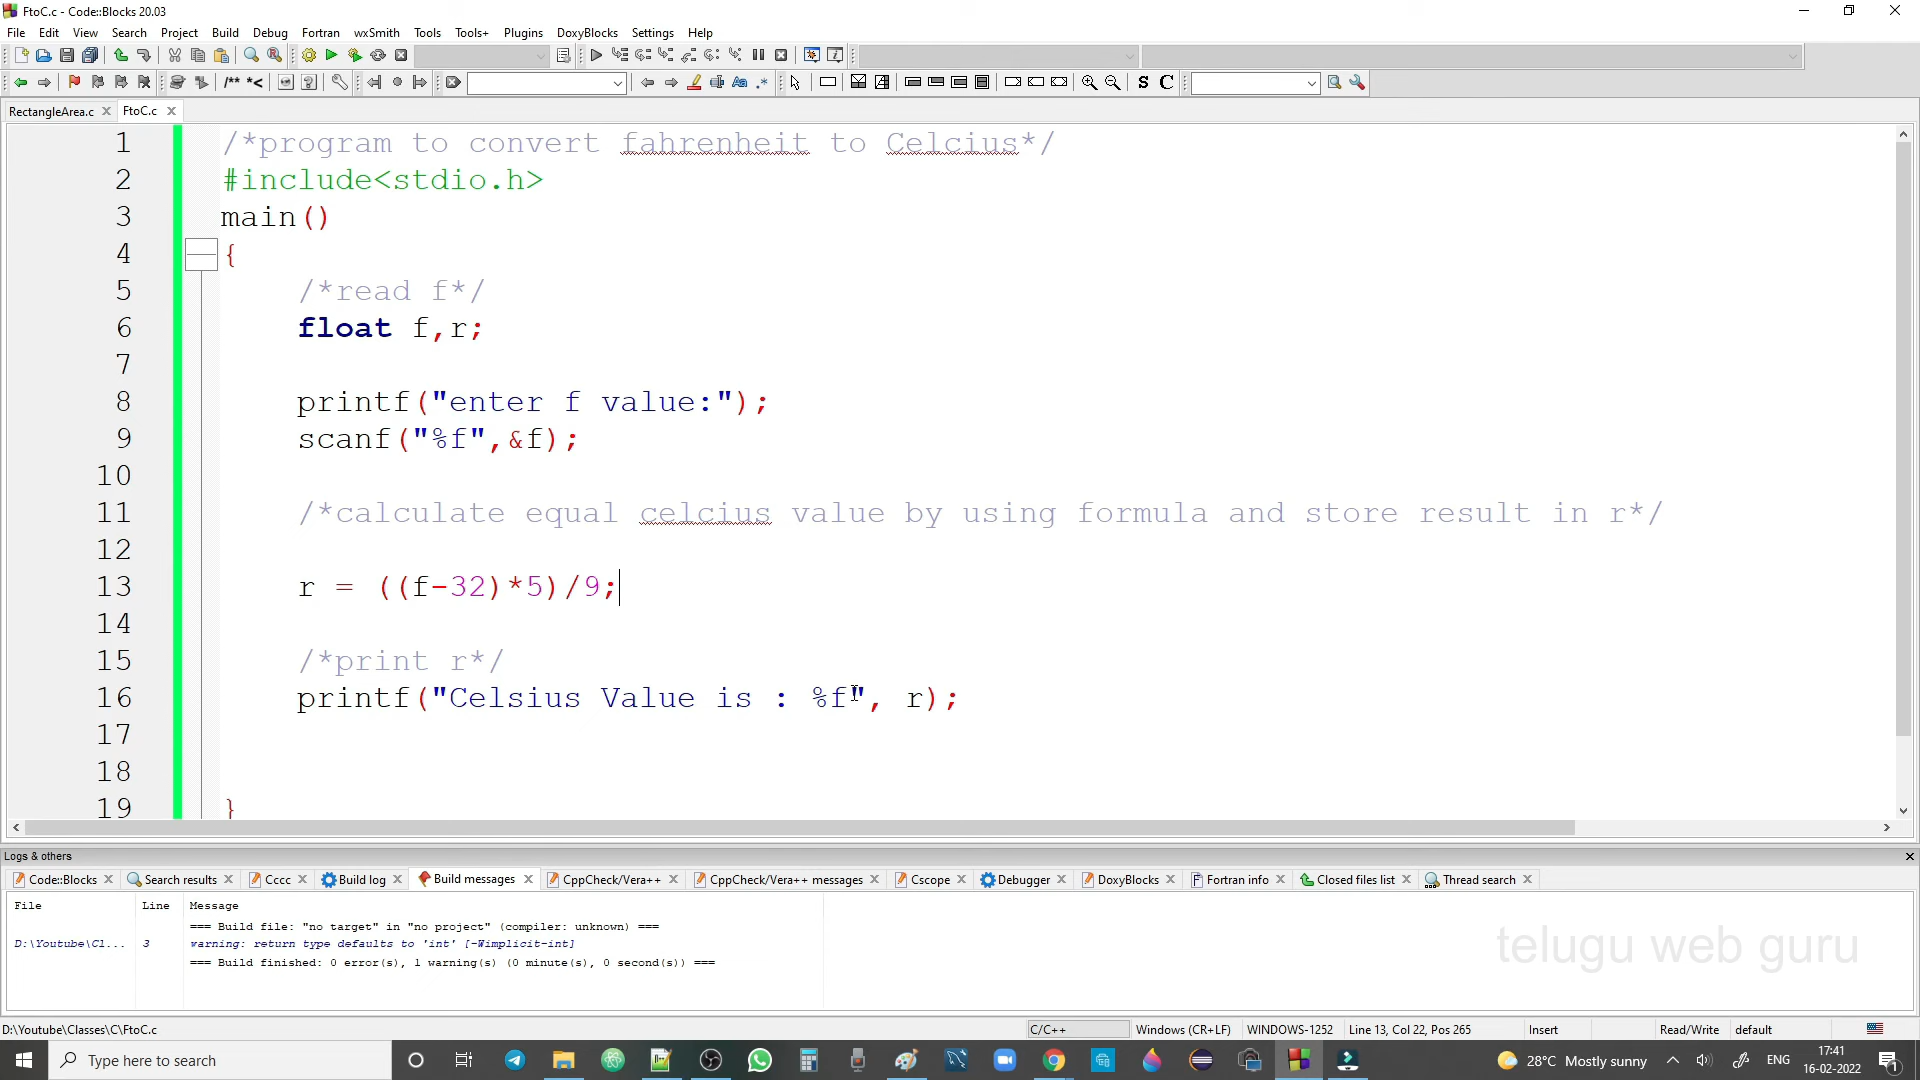 FtoC.c - Code::Blocks 20.03
File Edit View Search Project Build Debug Fortran wxSmith Tools Tools+ Plugins DoxyBlocks Settings Help
/** *<
S C
RectangleArea.c FtoC.c
1 /*program to convert fahrenheit to Celcius*/
2 #include<stdio.h>
3 main()
4 {
5 /*read f*/
6 float f,r;
7
8 printf("enter f value:");
9 scanf("%f",&f);
10
11 /*calculate equal celcius value by using formula and store result in r*/
12
13 r = ((f-32)*5)/9;
14
15 /*print r*/
16 printf("Celsius Value is : %f", r);
17
18
19 }
Logs & others
Code::Blocks Search results Cccc Build log Build messages CppCheck/Vera++ CppCheck/Vera++ messages Cscope Debugger DoxyBlocks Fortran info Closed files list Thread search
File Line Message
=== Build file: "no target" in "no project" (compiler: unknown) ===
D:\Youtube\Cl... 3 warning: return type defaults to 'int' [-Wimplicit-int]
=== Build finished: 0 error(s), 1 warning(s) (0 minute(s), 0 second(s)) ===
telugu web guru
D:\Youtube\Classes\C\FtoC.c C/C++ Windows (CR+LF) WINDOWS-1252 Line 13, Col 22, Pos 265 Insert Read/Write default
Type here to search 28°C Mostly sunny ENG 17:41
16-02-2022 1